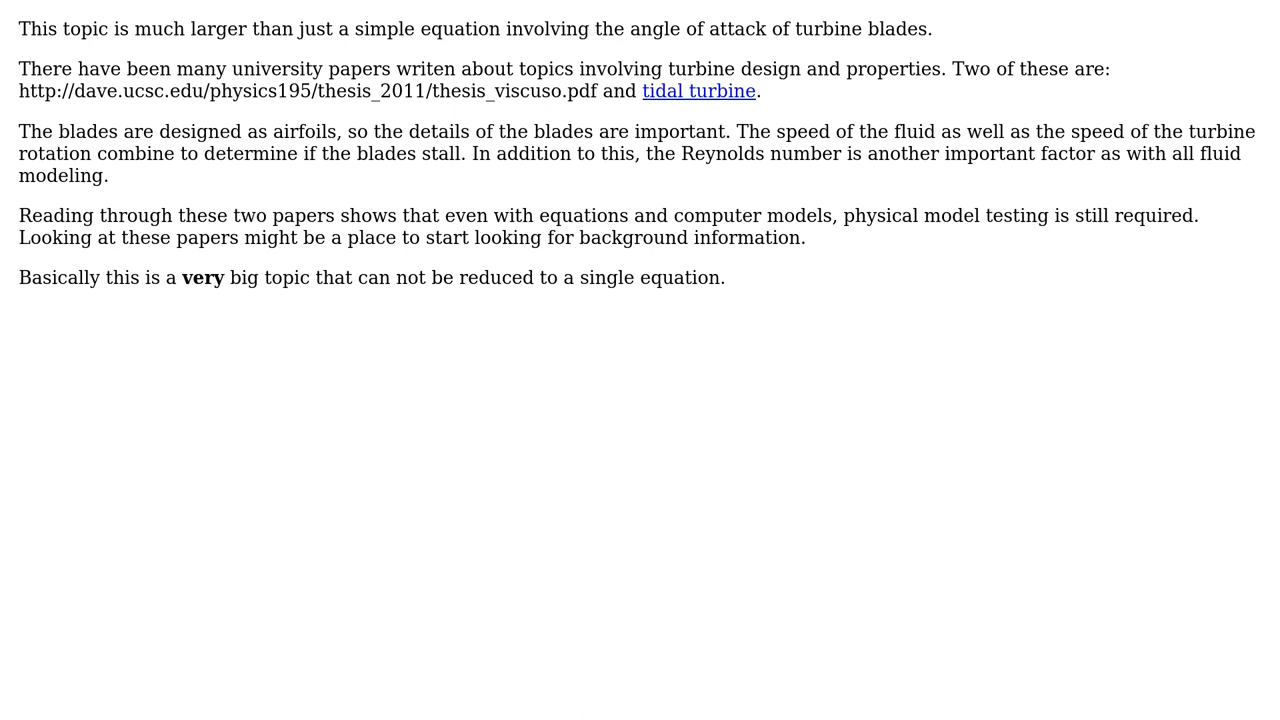 This topic is much larger than just a simple equation involving the angle of attack of turbine blades.
There have been many university papers writen about topics involving turbine design and properties. Two of these are:
http://dave.ucsc.edu/physics195/thesis_2011/thesis_viscuso.pdf and tidal turbine.
The blades are designed as airfoils, so the details of the blades are important. The speed of the fluid as well as the speed of the turbine
rotation combine to determine if the blades stall. In addition to this, the Reynolds number is another important factor as with all fluid
modeling.
Reading through these two papers shows that even with equations and computer models, physical model testing is still required.
Looking at these papers might be a place to start looking for background information.
Basically this is a very big topic that can not be reduced to a single equation.